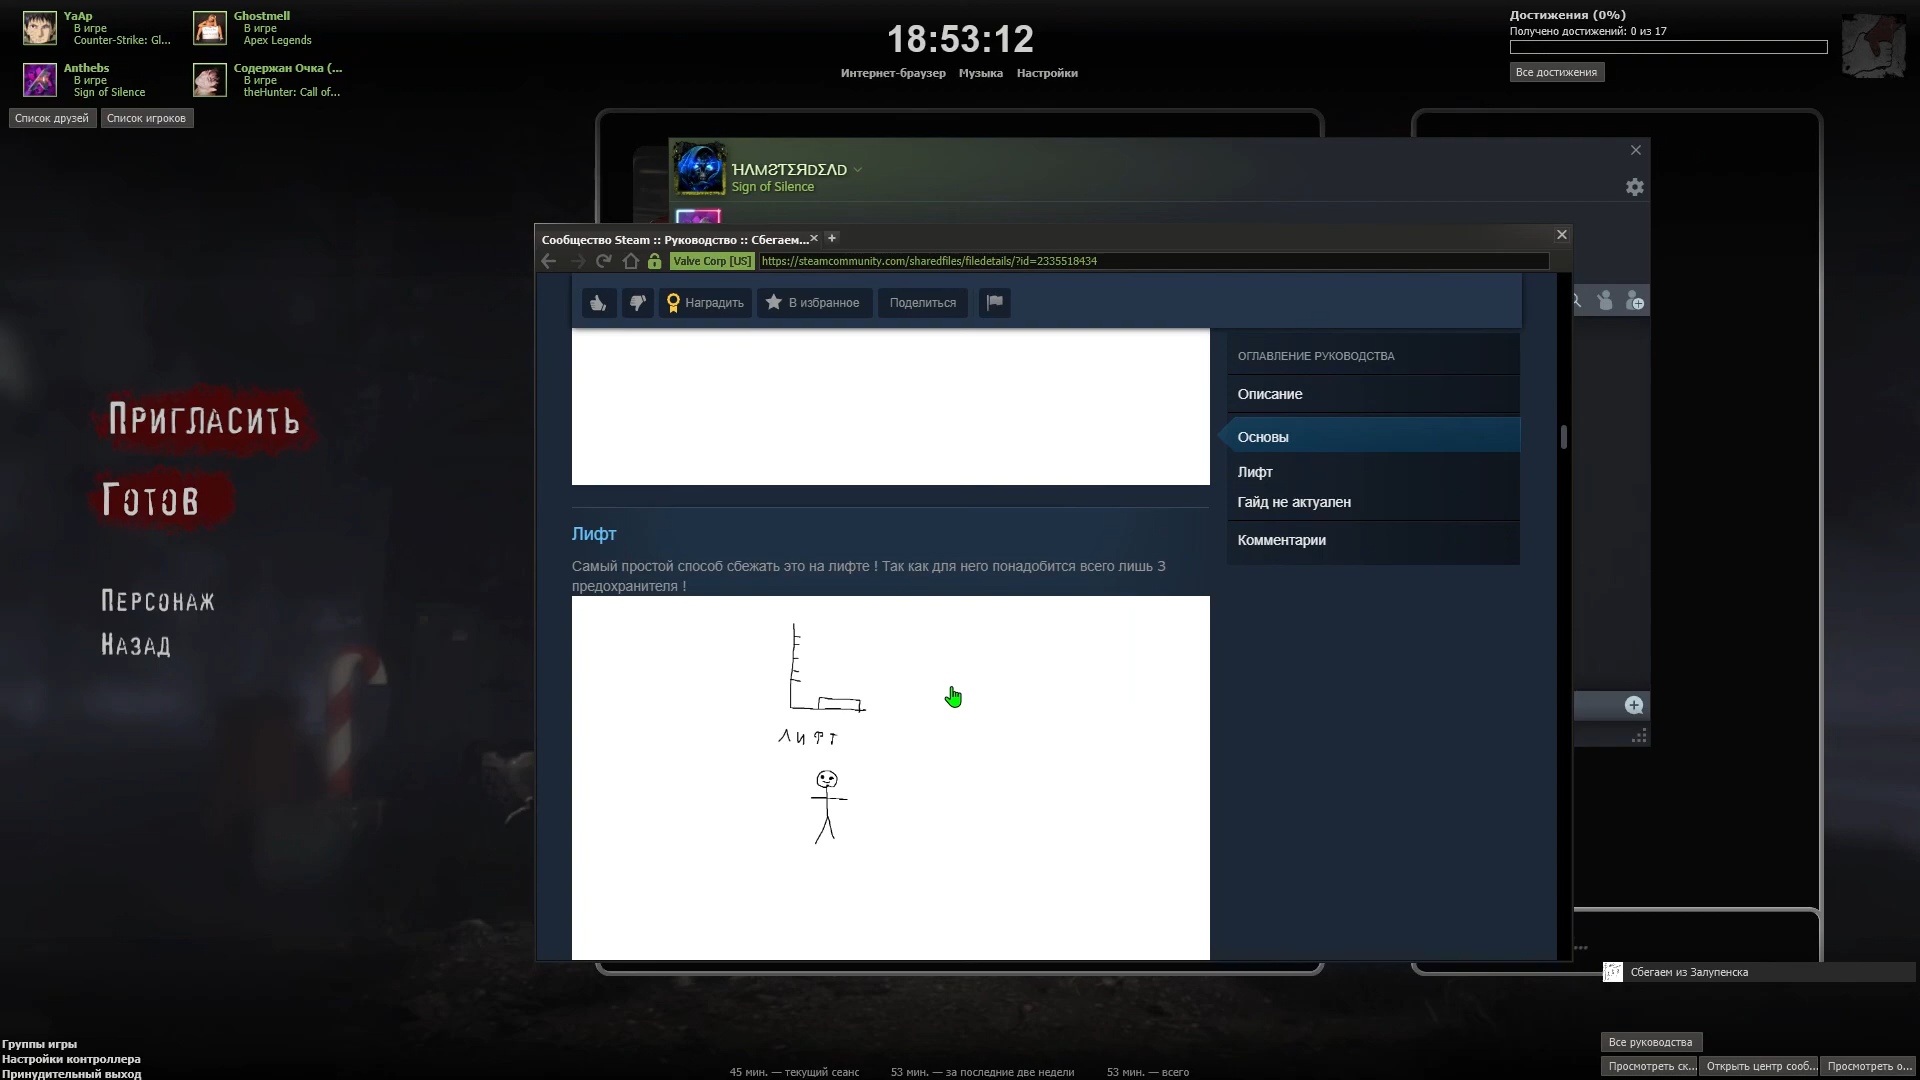 YaAp
В игре
Counter-Strike: Gl...
Ghostmell
В игре
Apex Legends
Anthebs
В игре
Sign of Silence
Содержан Очка (...
В игре
theHunter: Call of...
Список друзей
Список игроков
18:53:12
Интернет-браузер
Музыка
Настройки
Достижения (0%)
Получено достижений: 0 из 17
Все достижения
ΉΛMƧΤΣЯDΣΛD
Sign of Silence
Сообщество Steam :: Руководство :: Сбегаем...
Valve Corp [US]
https://steamcommunity.com/sharedfiles/filedetails/?id=2335518434
Наградить
В избранное
Поделиться
ОГЛАВЛЕНИЕ РУКОВОДСТВА
Описание
Основы
Лифт
Гайд не актуален
Комментарии
Лифт
Самый простой способ сбежать это на лифте ! Так как для него понадобится всего лишь 3
предохранителя !
ЛИФТ
Пригласить
Готов
Персонаж
Назад
Сбегаем из Залупенска
Группы игры
Настройки контроллера
Принудительный выход
45 мин. — текущий сеанс
53 мин. — за последние две недели
53 мин. — всего
Все руководства
Просмотреть ск...
Открыть центр сооб...
Просмотреть о...